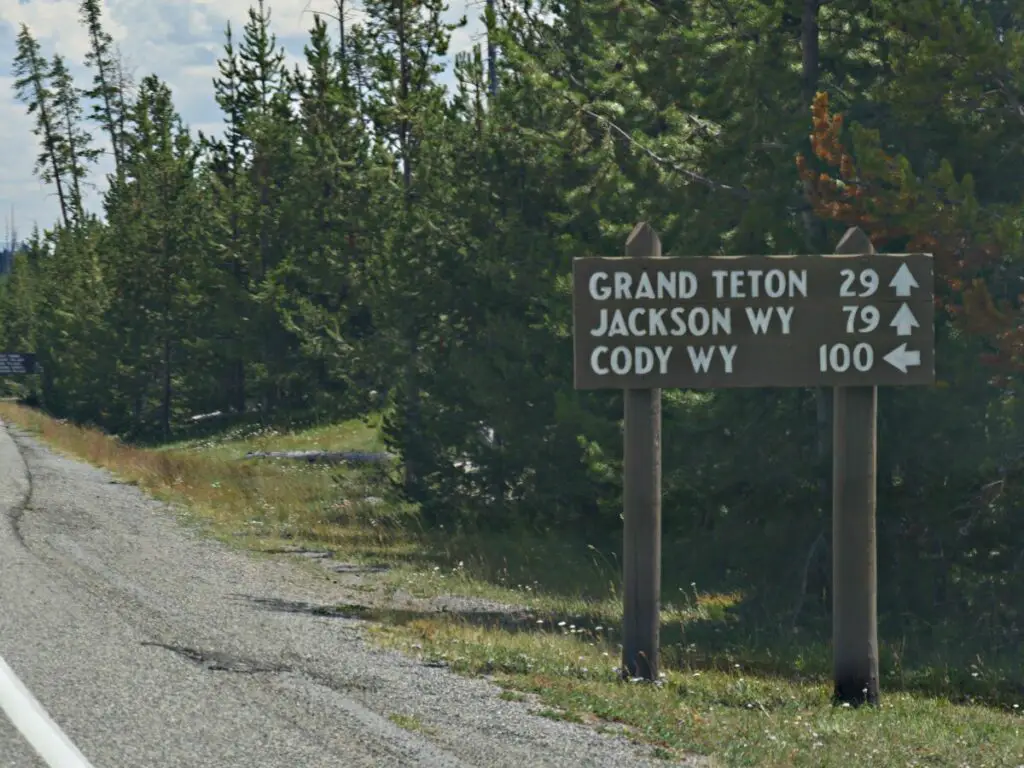 GRAND TETON 29
JACKSON WY 79
CODY WY 100